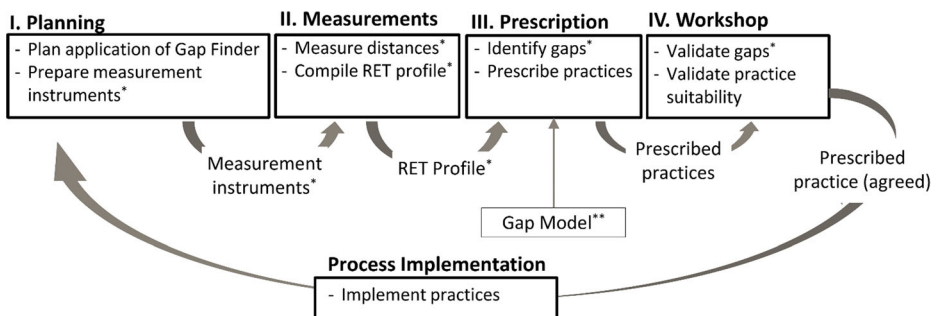 I. Planning
- Plan application of Gap Finder
- Prepare measurement
instruments*
II. Measurements
- Measure distances*
- Compile RET profile*
III. Prescription
- Identify gaps*
- Prescribe practices
IV. Workshop
- Validate gaps*
- Validate practice
suitability
Measurement
instruments*
RET Profile*
Prescribed
practices
Prescribed
practice (agreed)
Gap Model**
Process Implementation
- Implement practices